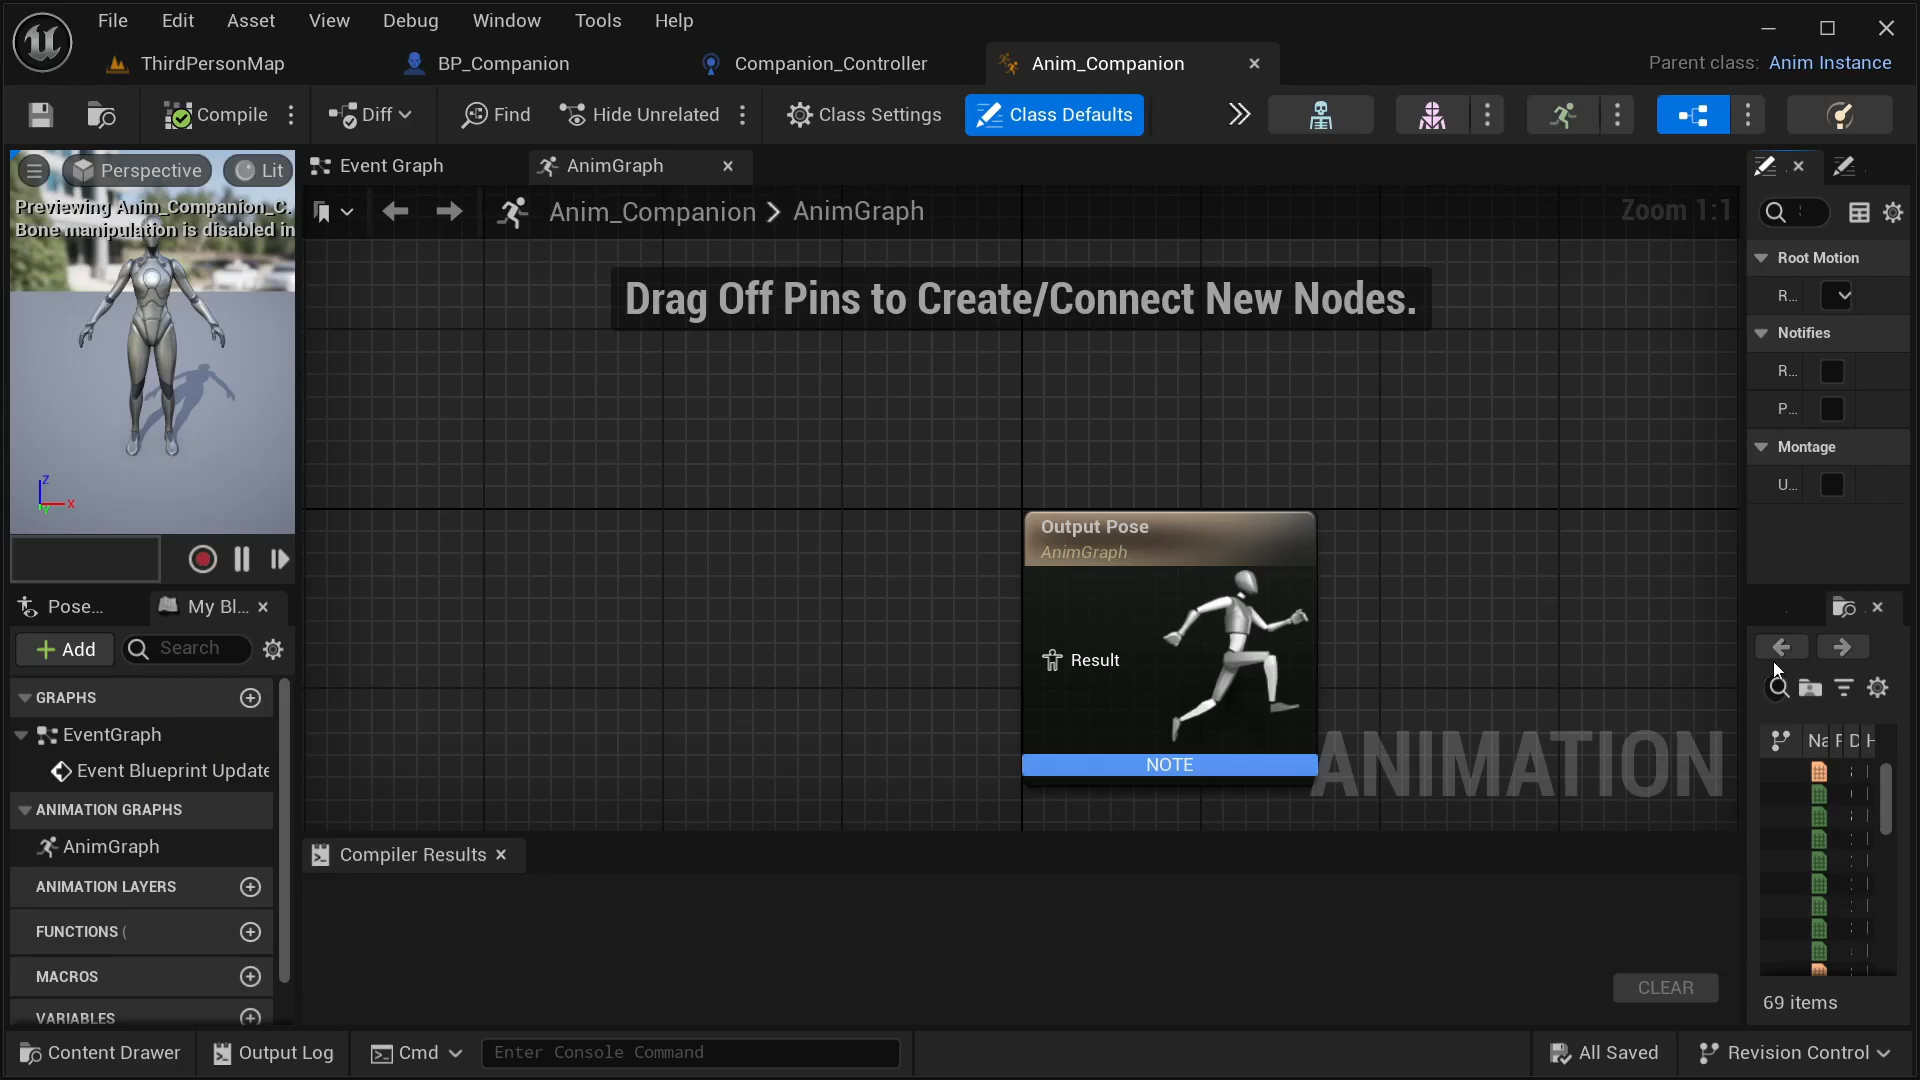 File Edit Asset View Debug Window Tools Help
ThirdPersonMap BP_Companion Companion_Controller Anim_Companion
Parent class: Anim Instance
Compile Diff Find Hide Unrelated Class Settings Class Defaults
Perspective Lit
Previewing Anim_Companion_C.
Bone manipulation is disabled in
Z
X
Y
Event Graph AnimGraph
Anim_Companion > AnimGraph
Zoom 1:1
Drag Off Pins to Create/Connect New Nodes.
Output Pose
AnimGraph
Result
NOTE
ANIMATION
Root Motion
R...
Notifies
R...
P...
Montage
U...
Pose... My Bl...
Add Search
GRAPHS
EventGraph
Event Blueprint Update
ANIMATION GRAPHS
AnimGraph
ANIMATION LAYERS
FUNCTIONS (
MACROS
VARIABLES
Compiler Results
CLEAR
Na
69 items
Content Drawer Output Log Cmd Enter Console Command All Saved Revision Control